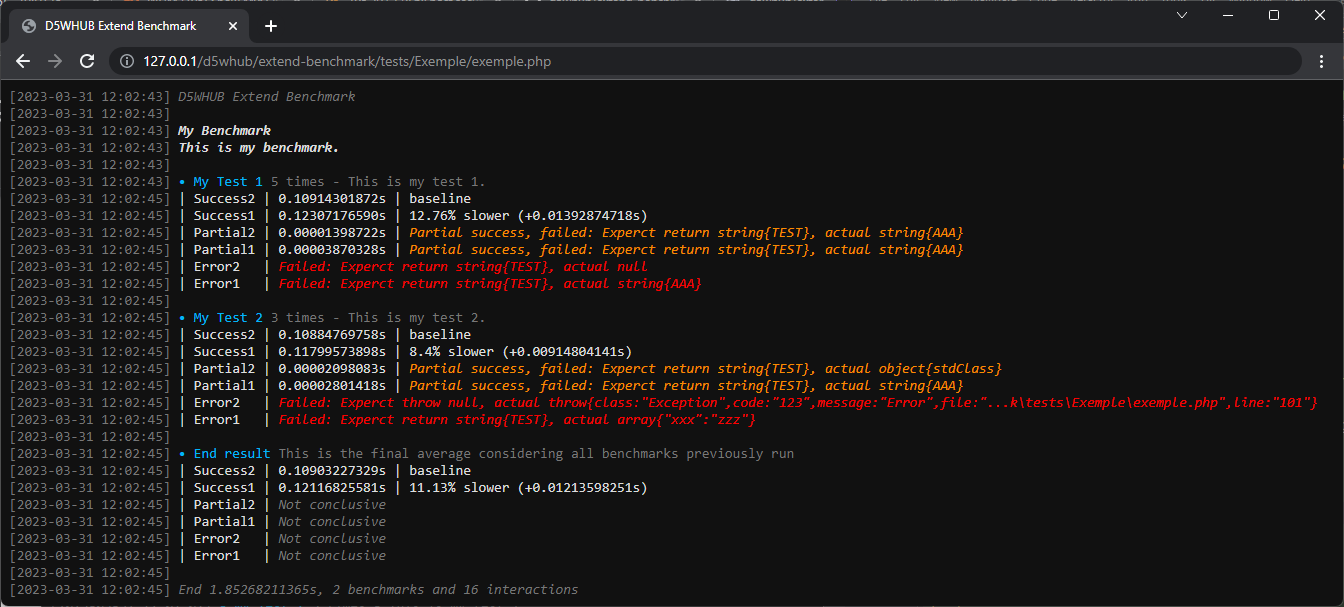 D5WHUB Extend Benchmark
127.0.0.1/d5whub/extend-benchmark/tests/Exemple/exemple.php
[2023-03-31 12:02:43] D5WHUB Extend Benchmark
[2023-03-31 12:02:43]
[2023-03-31 12:02:43] My Benchmark
[2023-03-31 12:02:43] This is my benchmark.
[2023-03-31 12:02:43]
[2023-03-31 12:02:43] • My Test 1 5 times - This is my test 1.
[2023-03-31 12:02:45] | Success2 | 0.10914301872s | baseline
[2023-03-31 12:02:45] | Success1 | 0.12307176590s | 12.76% slower (+0.01392874718s)
[2023-03-31 12:02:45] | Partial2 | 0.00001398722s | Partial success, failed: Experct return string{TEST}, actual string{AAA}
[2023-03-31 12:02:45] | Partial1 | 0.00003870328s | Partial success, failed: Experct return string{TEST}, actual string{AAA}
[2023-03-31 12:02:45] | Error2 | Failed: Experct return string{TEST}, actual null
[2023-03-31 12:02:45] | Error1 | Failed: Experct return string{TEST}, actual string{AAA}
[2023-03-31 12:02:45]
[2023-03-31 12:02:45] • My Test 2 3 times - This is my test 2.
[2023-03-31 12:02:45] | Success2 | 0.10884769758s | baseline
[2023-03-31 12:02:45] | Success1 | 0.11799573898s | 8.4% slower (+0.00914804141s)
[2023-03-31 12:02:45] | Partial2 | 0.00002098083s | Partial success, failed: Experct return string{TEST}, actual object{stdClass}
[2023-03-31 12:02:45] | Partial1 | 0.00002801418s | Partial success, failed: Experct return string{TEST}, actual string{AAA}
[2023-03-31 12:02:45] | Error2 | Failed: Experct throw null, actual throw{class:"Exception",code:"123",message:"Error",file:"...k\tests\Exemple\exemple.php",line:"101"}
[2023-03-31 12:02:45] | Error1 | Failed: Experct return string{TEST}, actual array{"xxx":"zzz"}
[2023-03-31 12:02:45]
[2023-03-31 12:02:45] • End result This is the final average considering all benchmarks previously run
[2023-03-31 12:02:45] | Success2 | 0.10903227329s | baseline
[2023-03-31 12:02:45] | Success1 | 0.12116825581s | 11.13% slower (+0.01213598251s)
[2023-03-31 12:02:45] | Partial2 | Not conclusive
[2023-03-31 12:02:45] | Partial1 | Not conclusive
[2023-03-31 12:02:45] | Error2 | Not conclusive
[2023-03-31 12:02:45] | Error1 | Not conclusive
[2023-03-31 12:02:45]
[2023-03-31 12:02:45] End 1.85268211365s, 2 benchmarks and 16 interactions